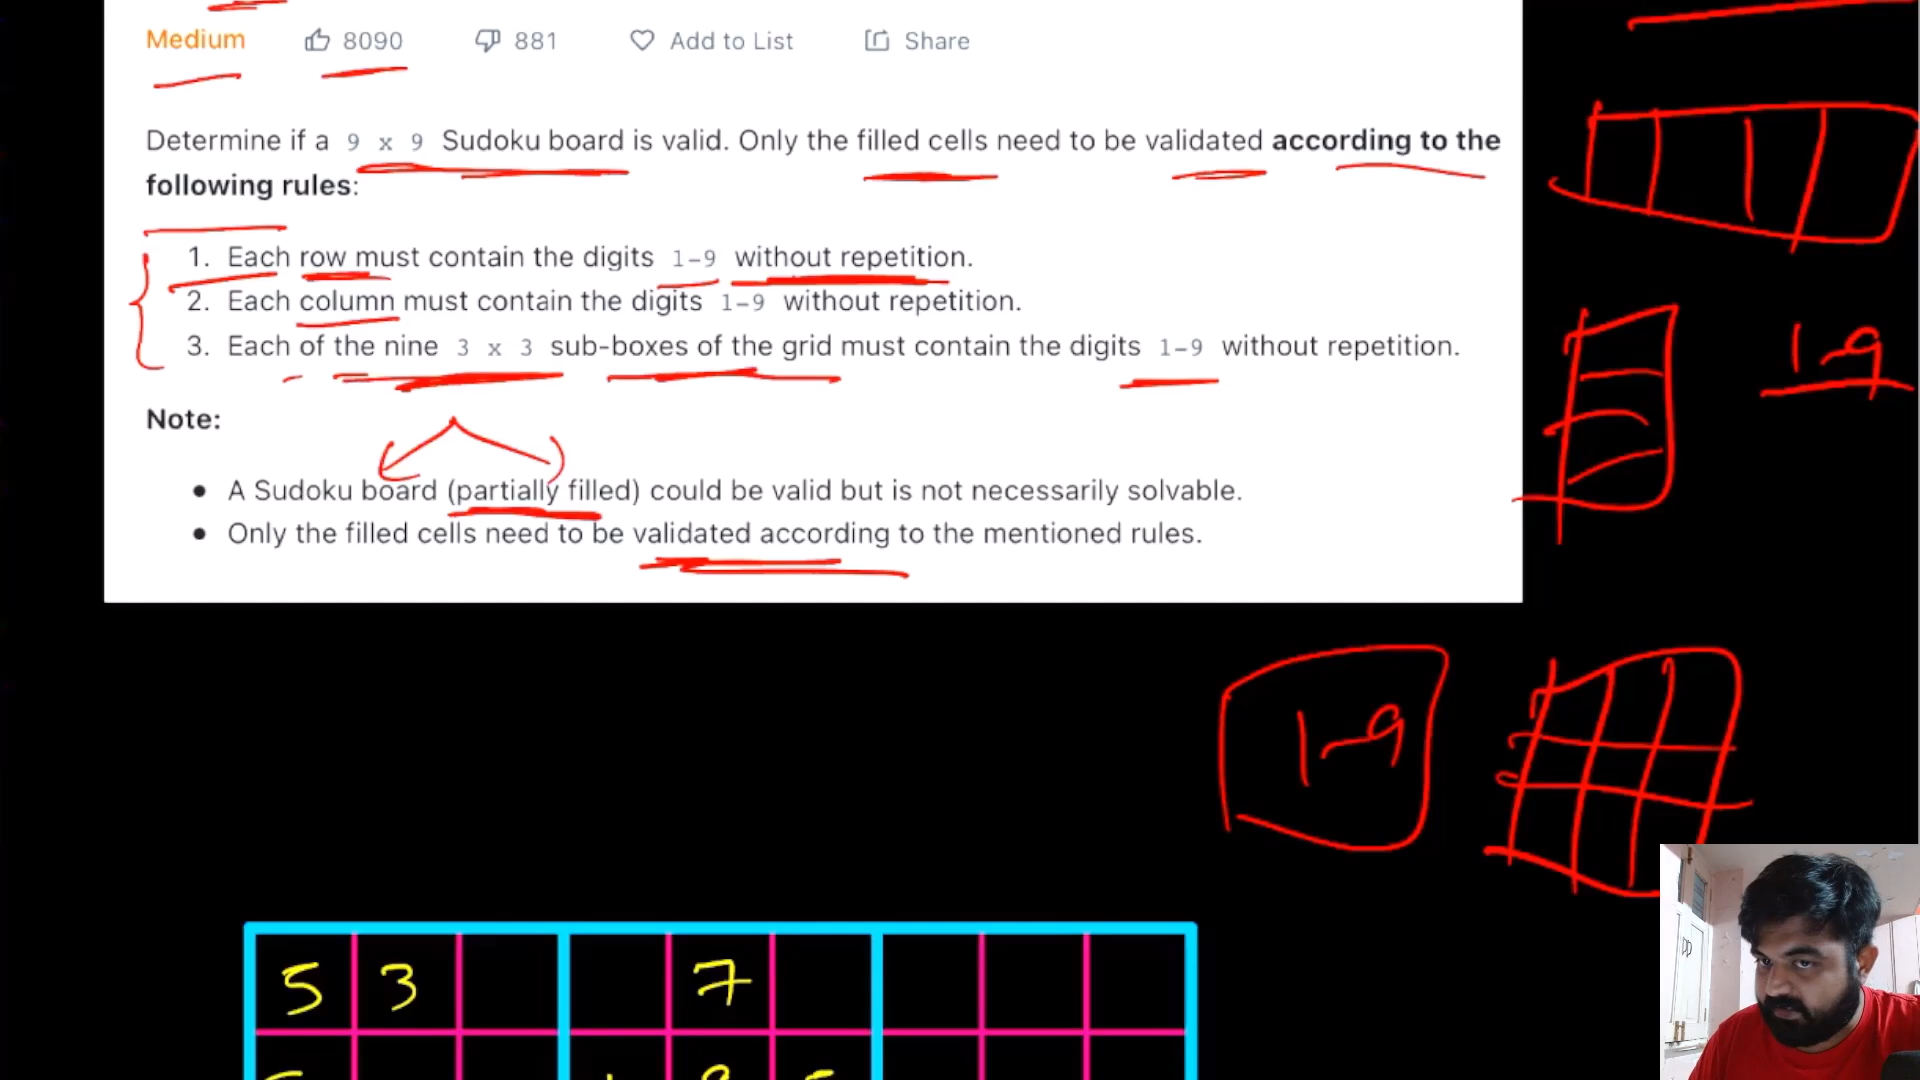 Medium 8090 881 Add to List Share
Determine if a 9 x 9 Sudoku board is valid. Only the filled cells need to be validated according to the
following rules:
1. Each row must contain the digits 1-9 without repetition.
2. Each column must contain the digits 1-9 without repetition.
3. Each of the nine 3 x 3 sub-boxes of the grid must contain the digits 1-9 without repetition.
1-9
Note:
• A Sudoku board (partially filled) could be valid but is not necessarily solvable.
• Only the filled cells need to be validated according to the mentioned rules.
1-9
5 3 7